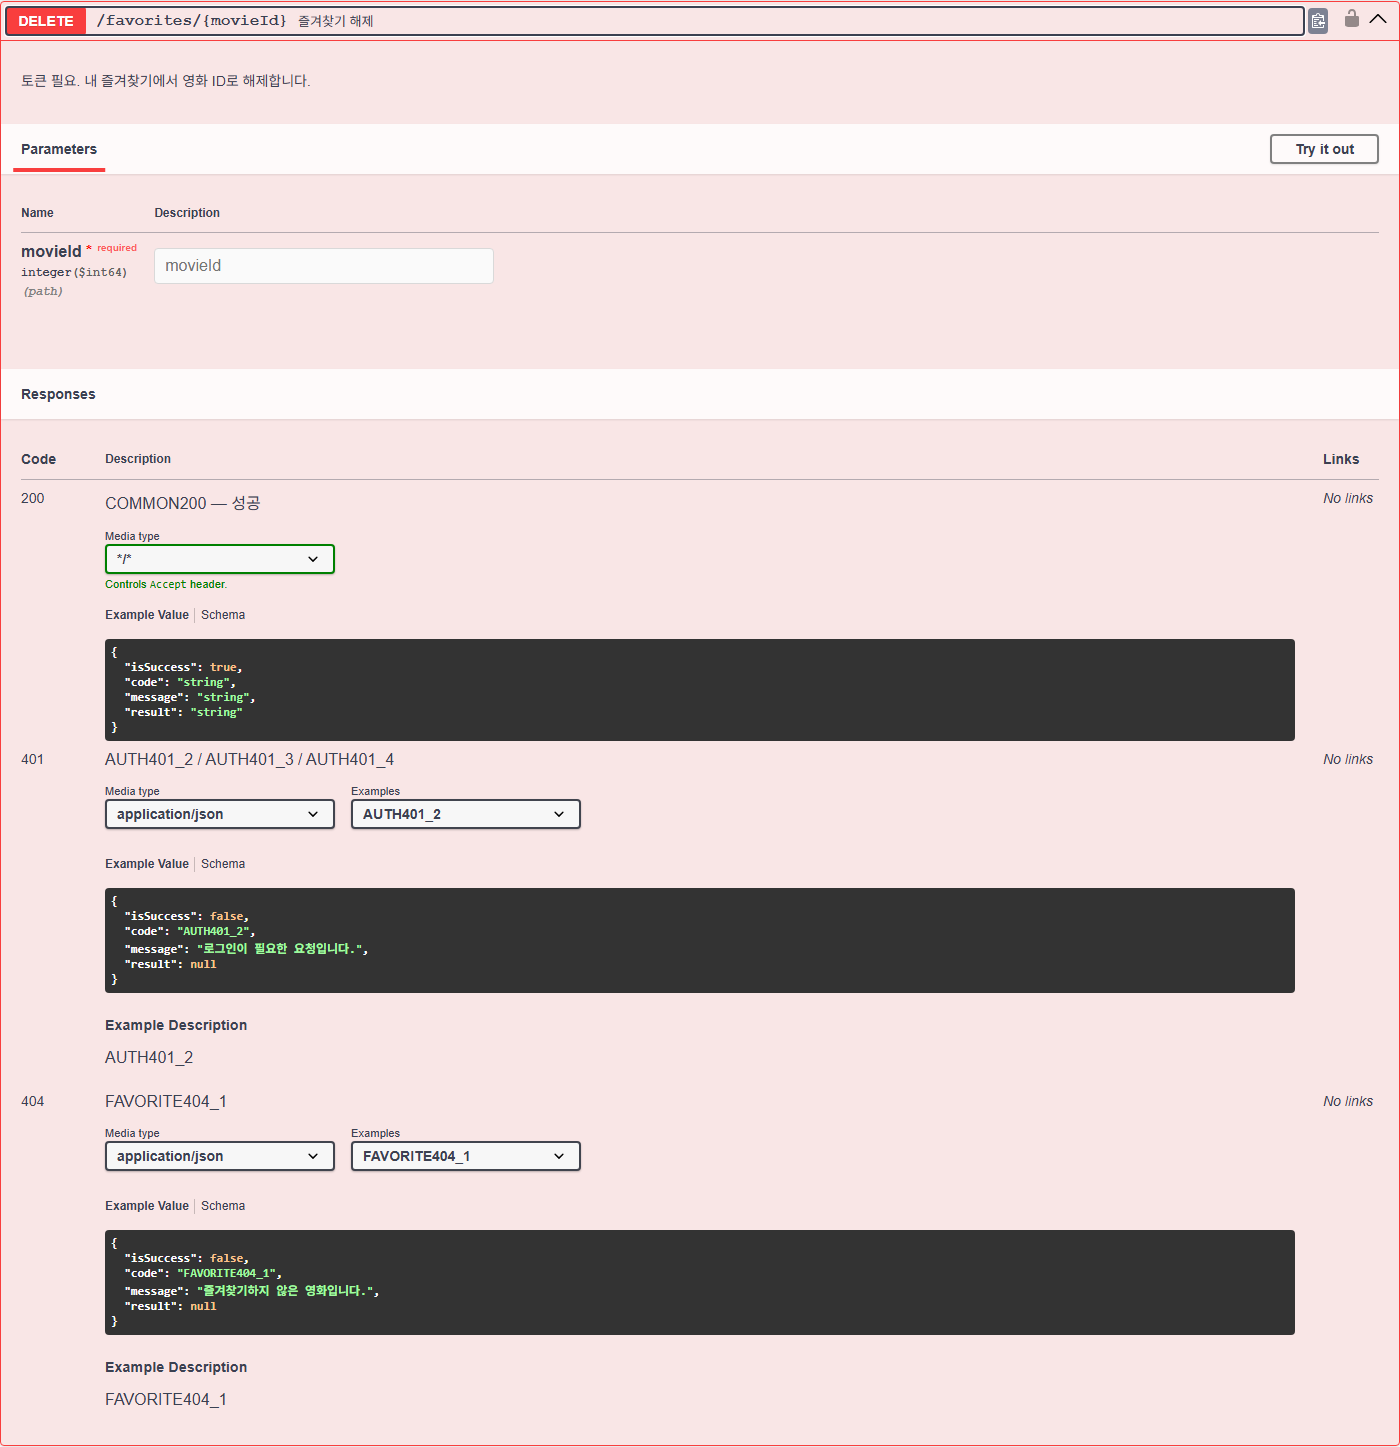 DELETE /favorites/{movieId} 즐겨찾기 해제
토큰 필요. 내 즐겨찾기에서 영화 ID로 해제합니다.
Parameters
Try it out
Name Description
movieId * required
integer($int64)
(path)
movieId
Responses
Code Description Links
200 COMMON200 — 성공 No links
Media type
*/*
Controls Accept header.
Example Value Schema
{
"isSuccess": true,
"code": "string",
"message": "string",
"result": "string"
}
401 AUTH401_2 / AUTH401_3 / AUTH401_4 No links
Media type Examples
application/json AUTH401_2
Example Value Schema
{
"isSuccess": false,
"code": "AUTH401_2",
"message": "로그인이 필요한 요청입니다.",
"result": null
}
Example Description
AUTH401_2
404 FAVORITE404_1 No links
Media type Examples
application/json FAVORITE404_1
Example Value Schema
{
"isSuccess": false,
"code": "FAVORITE404_1",
"message": "즐겨찾기하지 않은 영화입니다.",
"result": null
}
Example Description
FAVORITE404_1